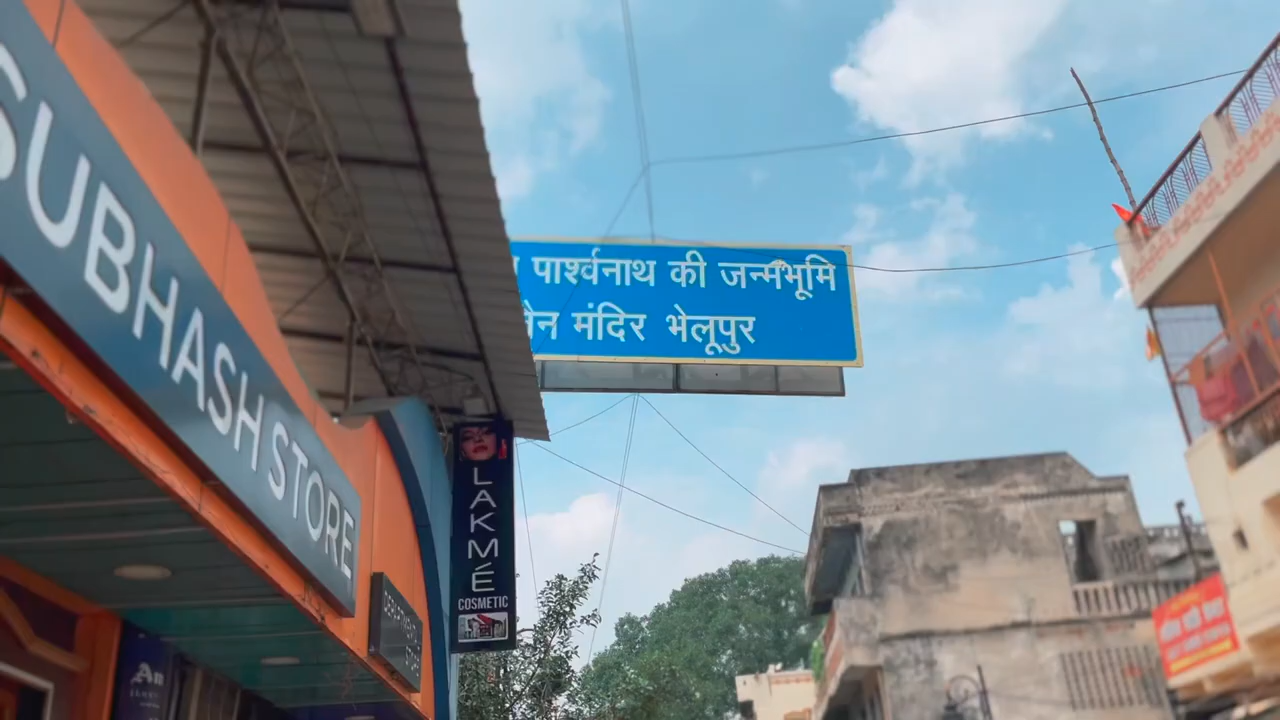 SUBHASH STORE
पार्श्वनाथ की जन्मभूमि
मंदिर भेलूपुर
LAKMÉ
COSMETIC